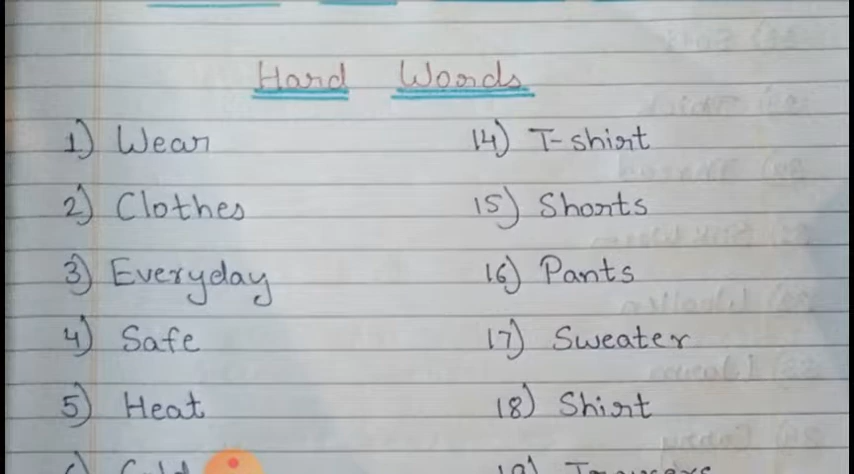 Hard Words
1) Wear
2) Clothes
3) Everyday
4) Safe
5) Heat
14) T-shirt
15) Shorts
16) Pants
17) Sweater
18) Shirt